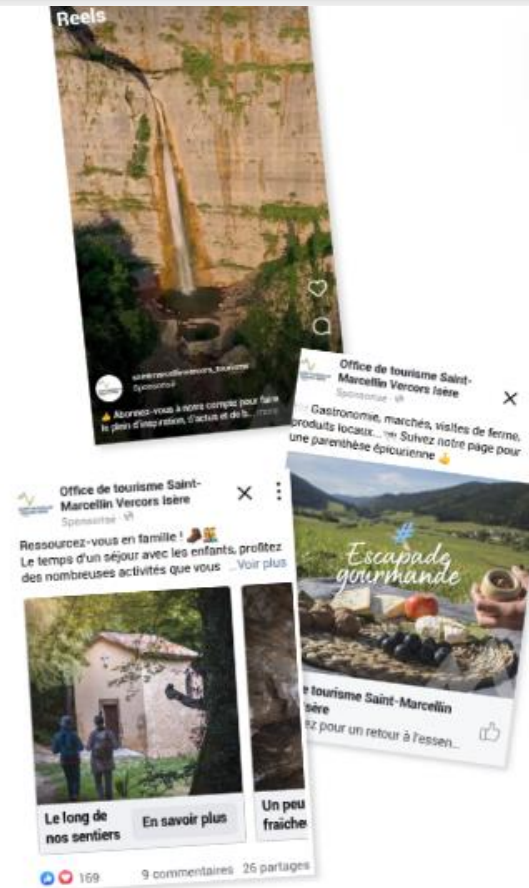 Reels
saintmarcellinvercors_tourisme
Sponsorisé
👍 Abonnez-vous à notre compte pour faire
le plein d'inspiration, d'actus et de b... more
Office de tourisme Saint-
Marcellin Vercors Isère
Sponsorisé
Gastronomie, marchés, visites de ferme,
produits locaux... Suivez notre page pour
une parenthèse épicurienne 👍
#
Escapade
gourmande
e tourisme Saint-Marcellin
sère
ez pour un retour à l'essen...
Office de tourisme Saint-
Marcellin Vercors Isère
Sponsorisé
Ressourcez-vous en famille !
Le temps d'un séjour avec les enfants, profitez
des nombreuses activités que vous ...Voir plus
Le long de
nos sentiers
En savoir plus
Un peu
fraîche
169
9 commentaires 26 partages